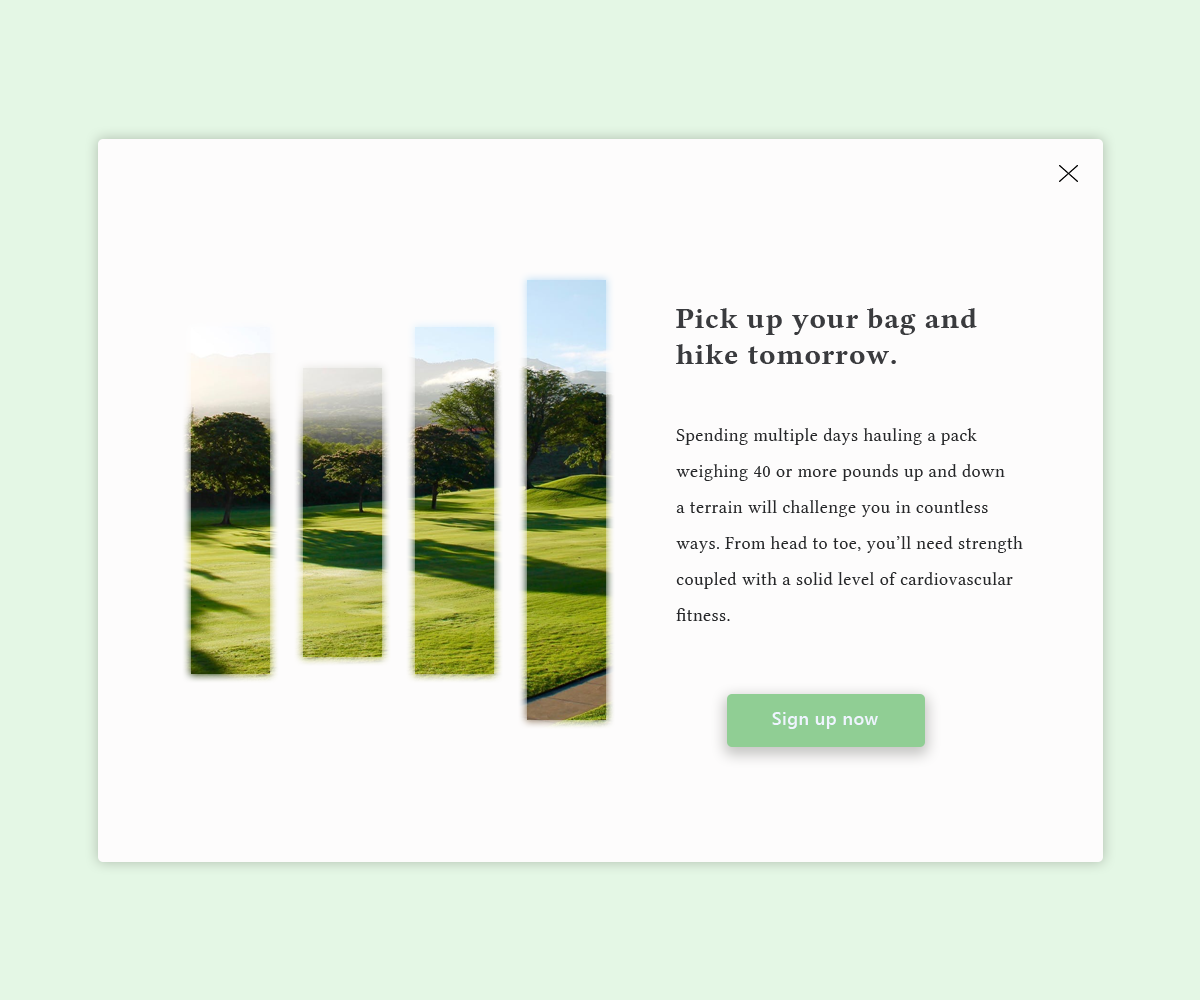 Pick up your bag and
hike tomorrow.
Spending multiple days hauling a pack
weighing 40 or more pounds up and down
a terrain will challenge you in countless
ways. From head to toe, you’ll need strength
coupled with a solid level of cardiovascular
fitness.
Sign up now